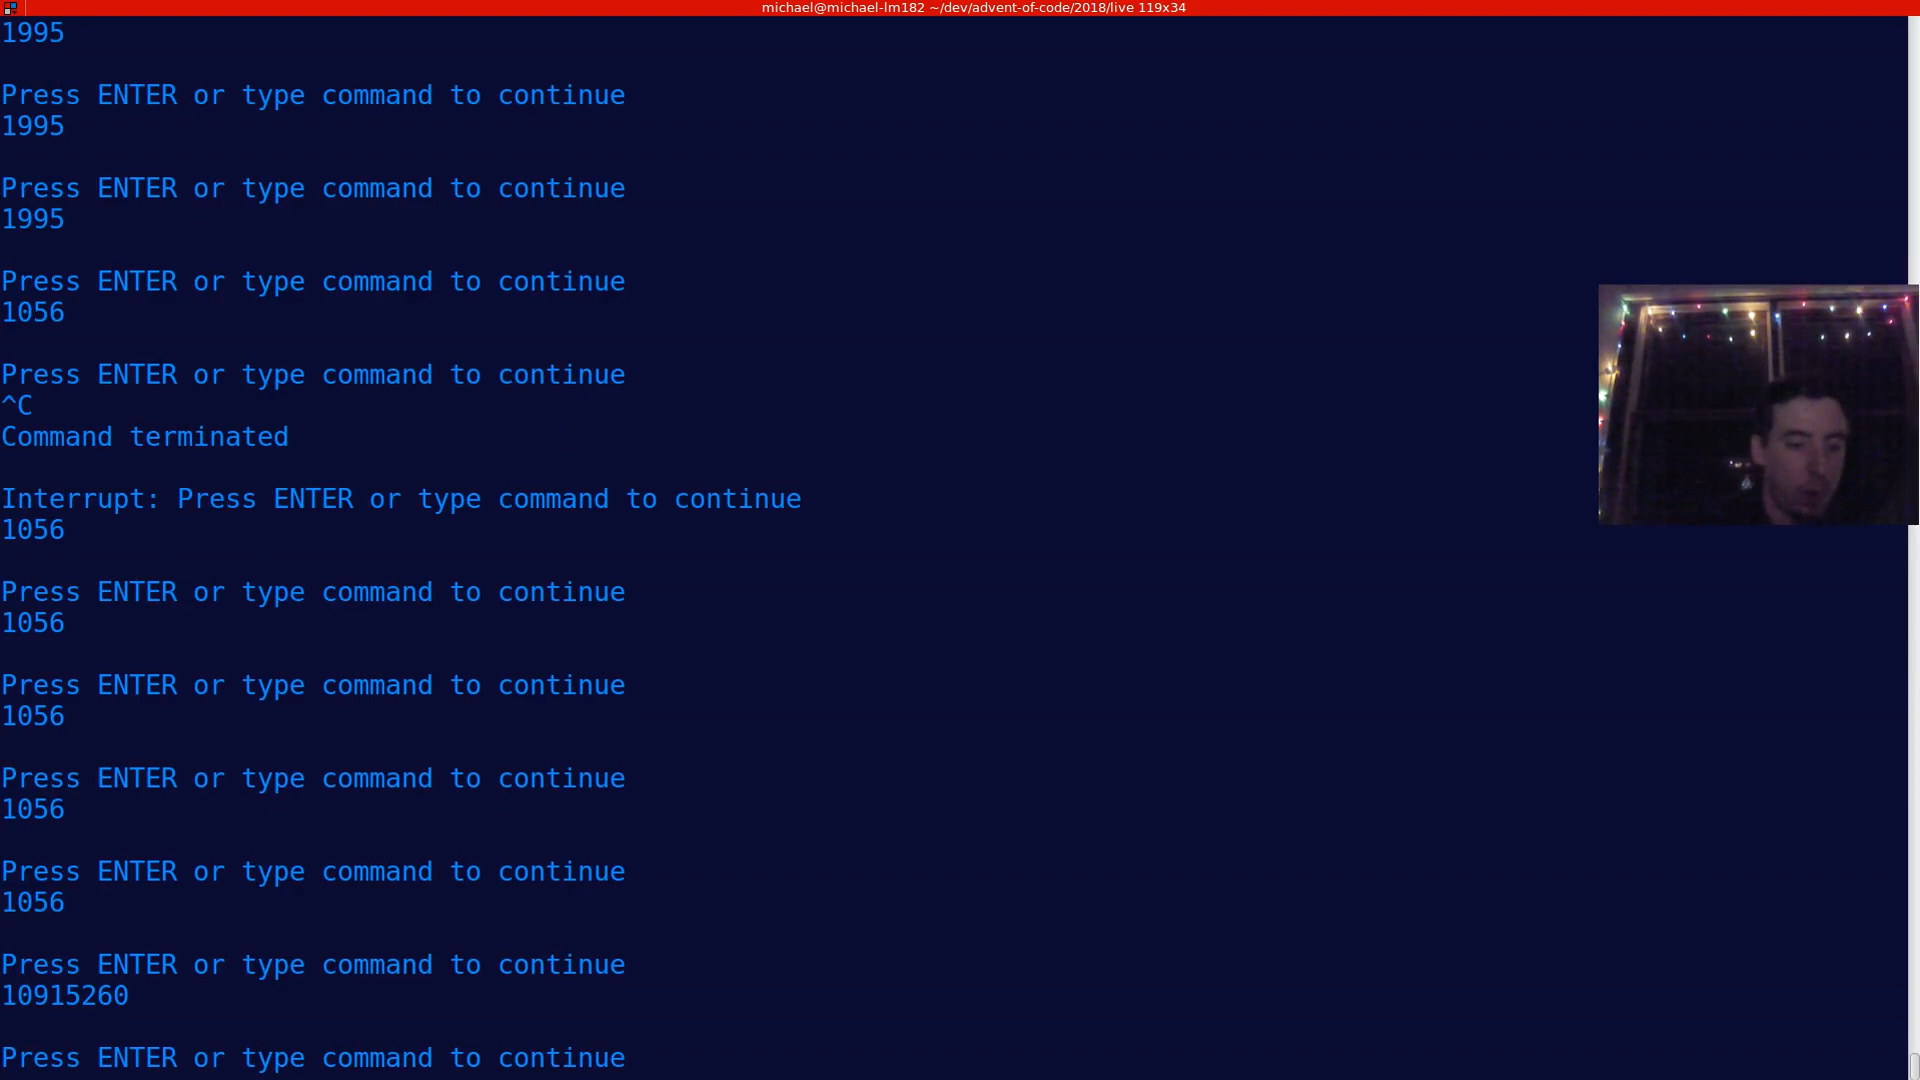 michael@michael-lm182 ~/dev/advent-of-code/2018/live 119x34
1995
Press ENTER or type command to continue
1995
Press ENTER or type command to continue
1995
Press ENTER or type command to continue
1056
Press ENTER or type command to continue
^C
Command terminated
Interrupt: Press ENTER or type command to continue
1056
Press ENTER or type command to continue
1056
Press ENTER or type command to continue
1056
Press ENTER or type command to continue
1056
Press ENTER or type command to continue
1056
Press ENTER or type command to continue
10915260
Press ENTER or type command to continue